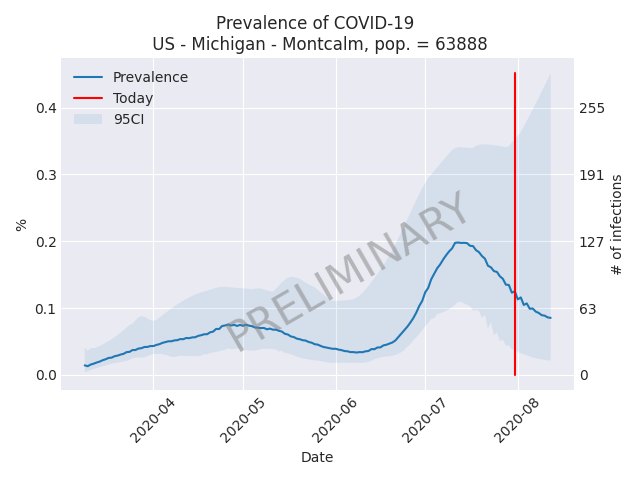 Prevalence of COVID-19
US - Michigan - Montcalm, pop. = 63888
Prevalence
Today
95CI
PRELIMINARY
%
0.4
0.3
0.2
0.1
0.0
255
191
127
63
0
# of infections
2020-04
2020-05
2020-06
2020-07
2020-08
Date